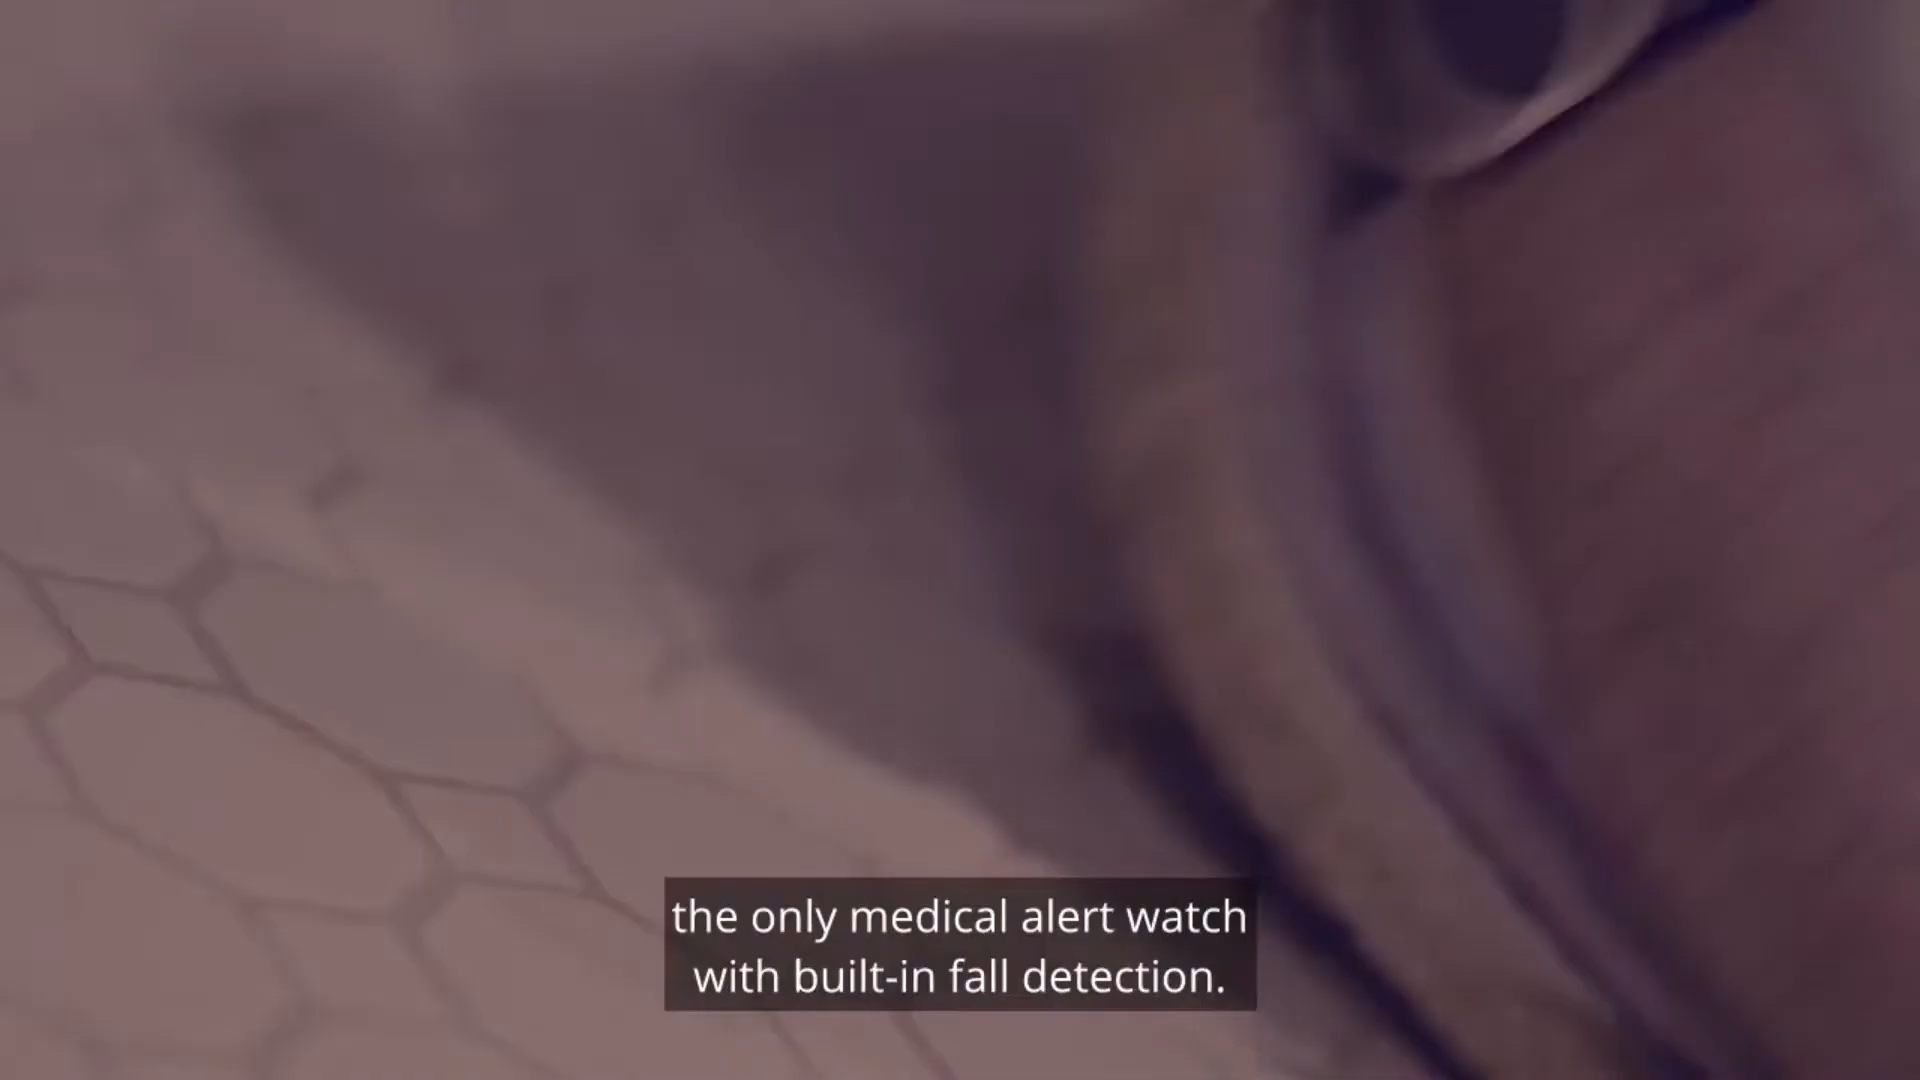 the only medical alert watch
with built-in fall detection.